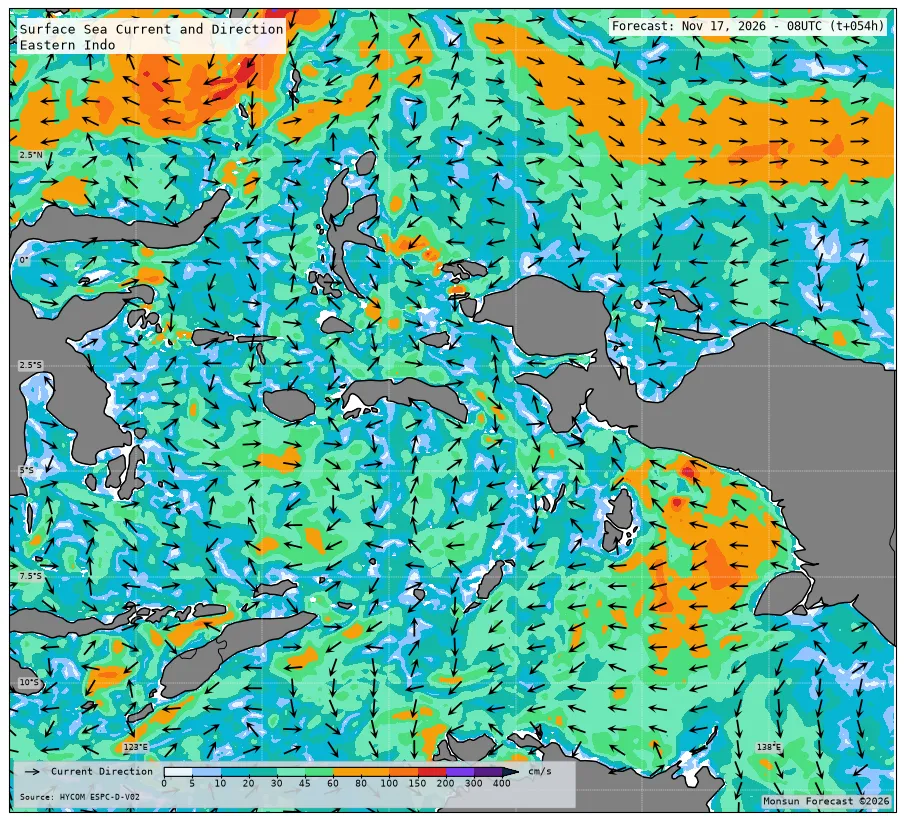 Surface Sea Current and Direction
Eastern Indo
Forecast: Nov 17, 2026 - 08UTC (t+054h)
2.5°N
0°
2.5°S
5°S
7.5°S
10°S
123°E
138°E
Current Direction
0 5 10 20 30 45 60 80 100 150 200 300 400
cm/s
Source: HYCOM ESPC-D-V02
Monsun Forecast ©2026